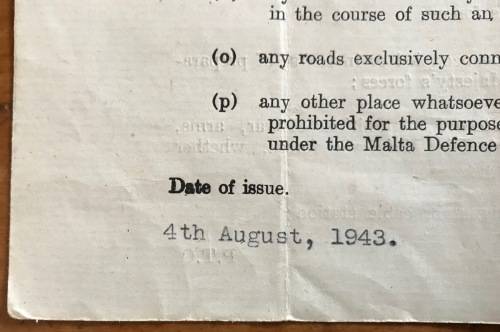 in the course of such an
(o) any roads exclusively conn
(p) any other place whatsoeve
prohibited for the purpose
under the Malta Defence
Date of issue.
4th August, 1943.